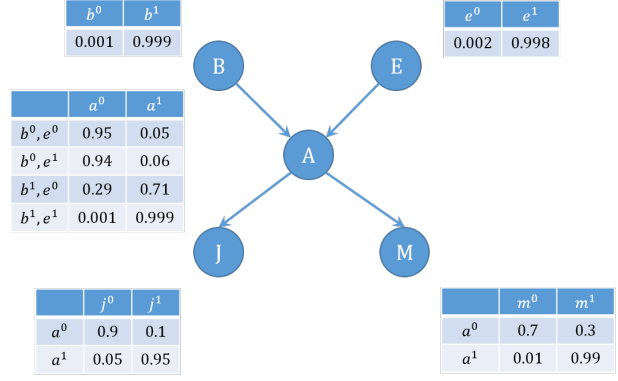 b⁰ b¹
0.001 0.999
e⁰ e¹
0.002 0.998
B
E
a⁰ a¹
b⁰, e⁰ 0.95 0.05
b⁰, e¹ 0.94 0.06
b¹, e⁰ 0.29 0.71
b¹, e¹ 0.001 0.999
A
J
M
j⁰ j¹
a⁰ 0.9 0.1
a¹ 0.05 0.95
m⁰ m¹
a⁰ 0.7 0.3
a¹ 0.01 0.99